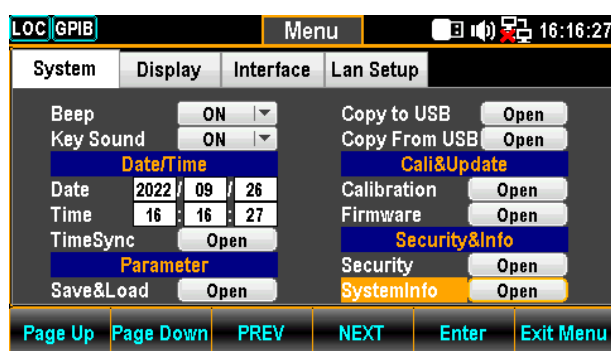 LOC GPIB Menu 16:16:27
System Display Interface Lan Setup
Beep ON Copy to USB Open
Key Sound ON Copy From USB Open
Date/Time Cali&Update
Date 2022 / 09 / 26 Calibration Open
Time 16 : 16 : 27 Firmware Open
TimeSync Open Security&Info
Parameter Security Open
Save&Load Open SystemInfo Open
Page Up Page Down PREV NEXT Enter Exit Menu